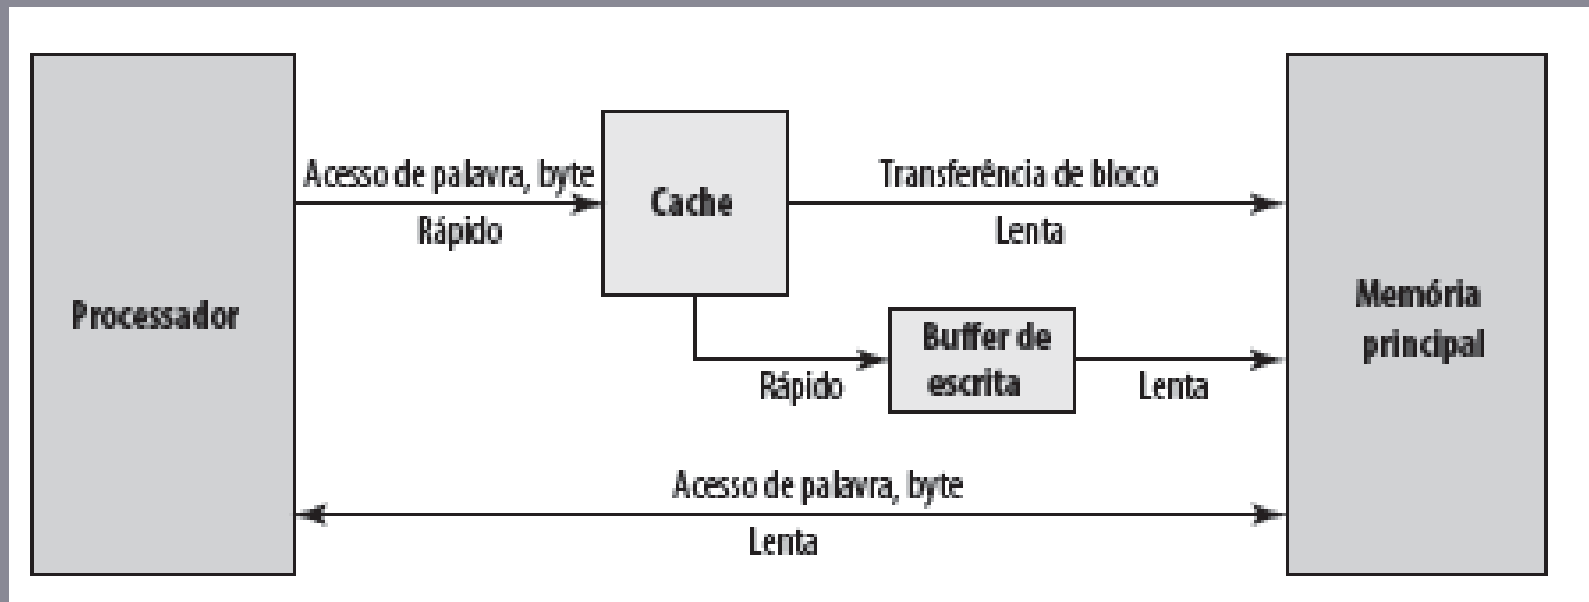 Acesso de palavra, byte
Rápido
Cache
Transferência de bloco
Lenta
Processador
Memória
principal
Buffer de
escrita
Rápido
Lenta
Acesso de palavra, byte
Lenta